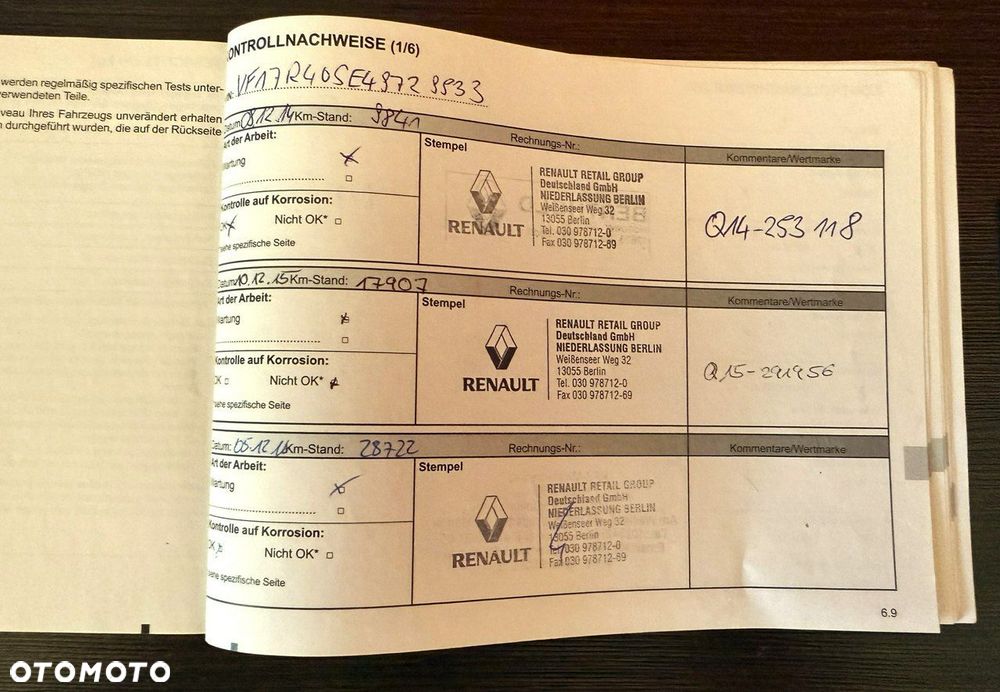 werden regelmäßig spezifischen Tests unter-
verwendeten Teile.
veau Ihres Fahrzeugs unverändert erhalten
durchgeführt wurden, die auf der Rückseite
KONTROLLNACHWEISE (1/6)
VF17R40SE49729933
Datum: 08.12.14 Km-Stand: 9841 Rechnungs-Nr.: Kommentare/Wertmarke
Art der Arbeit:
Wartung
Stempel
RENAULT
RENAULT RETAIL GROUP
Deutschland GmbH
NIEDERLASSUNG BERLIN
Weißenseer Weg 32
13055 Berlin
Tel. 030 978712-0
Fax 030 978712-69
Q14-253 118
Kontrolle auf Korrosion:
OK Nicht OK*
*siehe spezifische Seite
Datum: 10.12.15 Km-Stand: 17907 Rechnungs-Nr.: Kommentare/Wertmarke
Art der Arbeit:
Wartung
Stempel
RENAULT
RENAULT RETAIL GROUP
Deutschland GmbH
NIEDERLASSUNG BERLIN
Weißenseer Weg 32
13055 Berlin
Tel. 030 978712-0
Fax 030 978712-69
Q15-291956
Kontrolle auf Korrosion:
OK Nicht OK*
*siehe spezifische Seite
Datum: 05.12.16 Km-Stand: 28722 Rechnungs-Nr.: Kommentare/Wertmarke
Art der Arbeit:
Wartung
Stempel
RENAULT
RENAULT RETAIL GROUP
Deutschland GmbH
NIEDERLASSUNG BERLIN
Weißenseer Weg 32
13055 Berlin
Tel. 030 978712-0
Fax 030 978712-69
Kontrolle auf Korrosion:
OK Nicht OK*
*siehe spezifische Seite
6.9
OTOMOTO